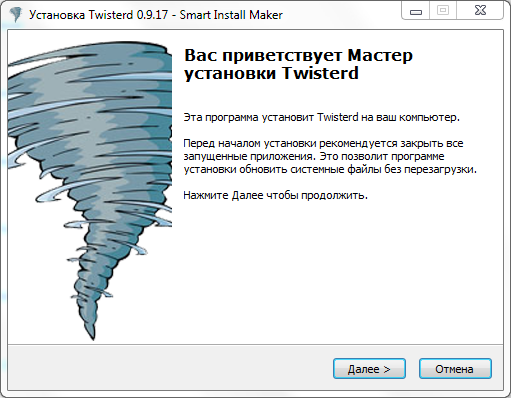 Установка Twisterd 0.9.17 - Smart Install Maker
Вас приветствует Мастер
установки Twisterd
Эта программа установит Twisterd на ваш компьютер.
Перед началом установки рекомендуется закрыть все
запущенные приложения. Это позволит программе
установки обновить системные файлы без перезагрузки.
Нажмите Далее чтобы продолжить.
Далее >
Отмена